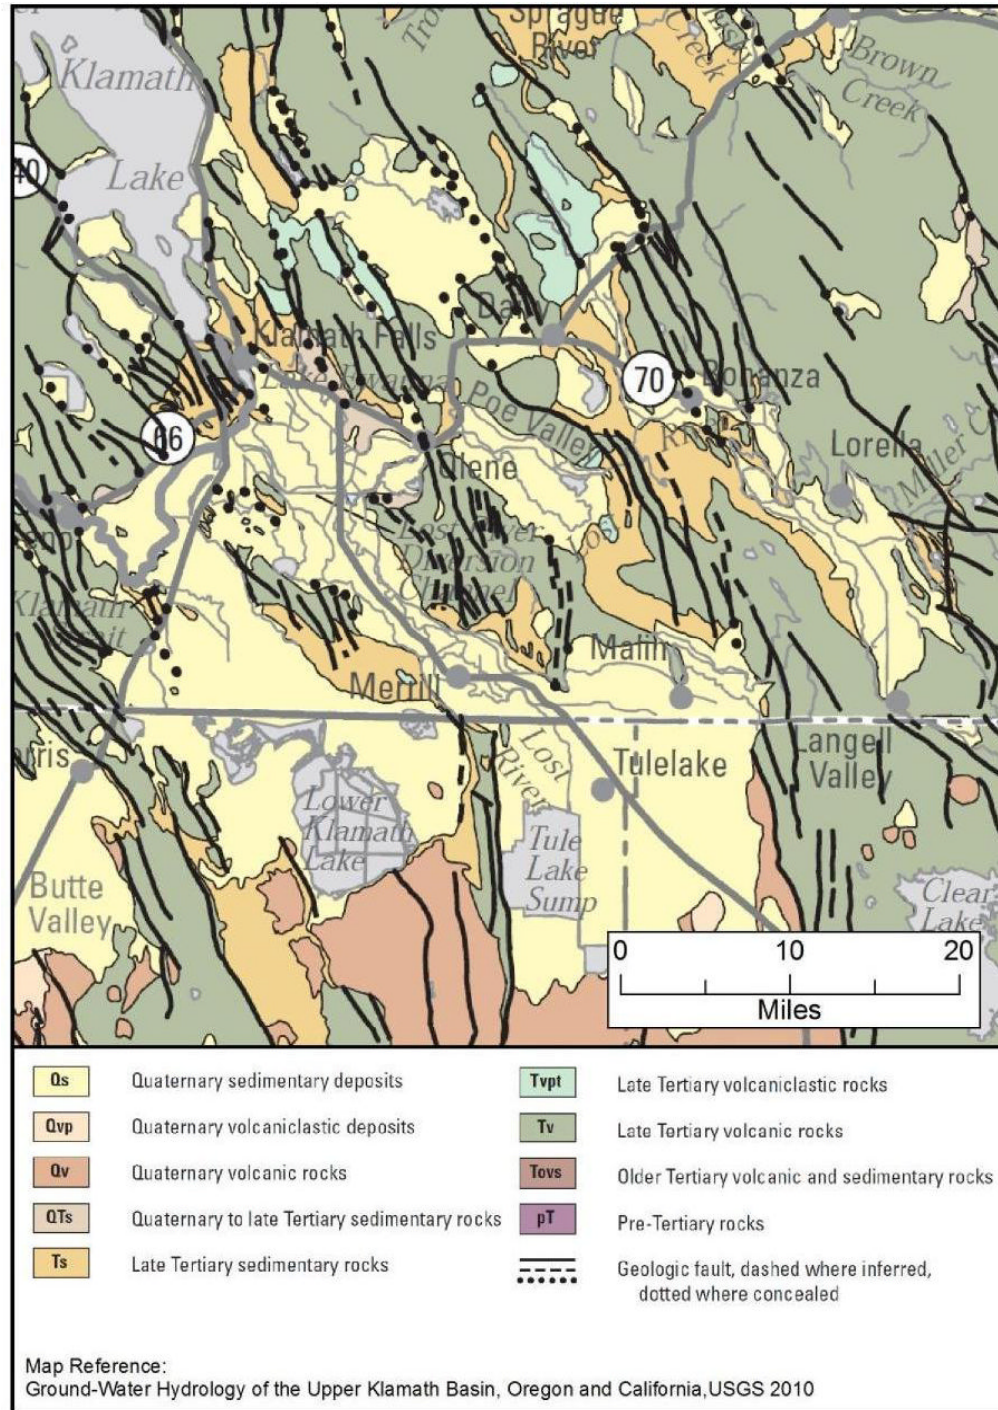 Sprague
River
Creek
Brown
Creek
Klamath
Lake
Dairy
Klamath Falls
Lake Ewauna
70
Bonanza
Poe Valley
66
Olene
Lorella
Miller
Lost River
Diversion
Channel
Klamath
Malin
Merrill
Langell
Valley
Lost
River
Tulelake
Lower
Klamath
Lake
Tule
Lake
Sump
Butte
Valley
Clear
Lake
0 10 20
Miles
Qs Quaternary sedimentary deposits
Qvp Quaternary volcaniclastic deposits
Qv Quaternary volcanic rocks
QTs Quaternary to late Tertiary sedimentary rocks
Ts Late Tertiary sedimentary rocks
Tvpt Late Tertiary volcaniclastic rocks
Tv Late Tertiary volcanic rocks
Tovs Older Tertiary volcanic and sedimentary rocks
pT Pre-Tertiary rocks
Geologic fault, dashed where inferred,
dotted where concealed
Map Reference:
Ground-Water Hydrology of the Upper Klamath Basin, Oregon and California,USGS 2010